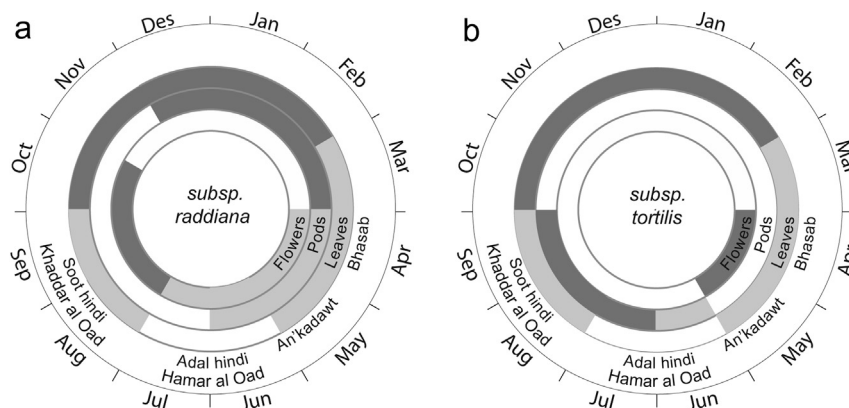 a
Des
Jan
Feb
Mar
Apr
May
Jun
Jul
Aug
Sep
Oct
Nov
subsp.
raddiana
Flowers
Pods
Leaves
Bhasab
An'kadawt
Adal hindi
Hamar al Oad
Soot hindi
Khaddar al Oad
b
Des
Jan
Feb
Mar
Apr
May
Jun
Jul
Aug
Sep
Oct
Nov
subsp.
tortilis
Flowers
Pods
Leaves
Bhasab
An'kadawt
Adal hindi
Hamar al Oad
Soot hindi
Khaddar al Oad